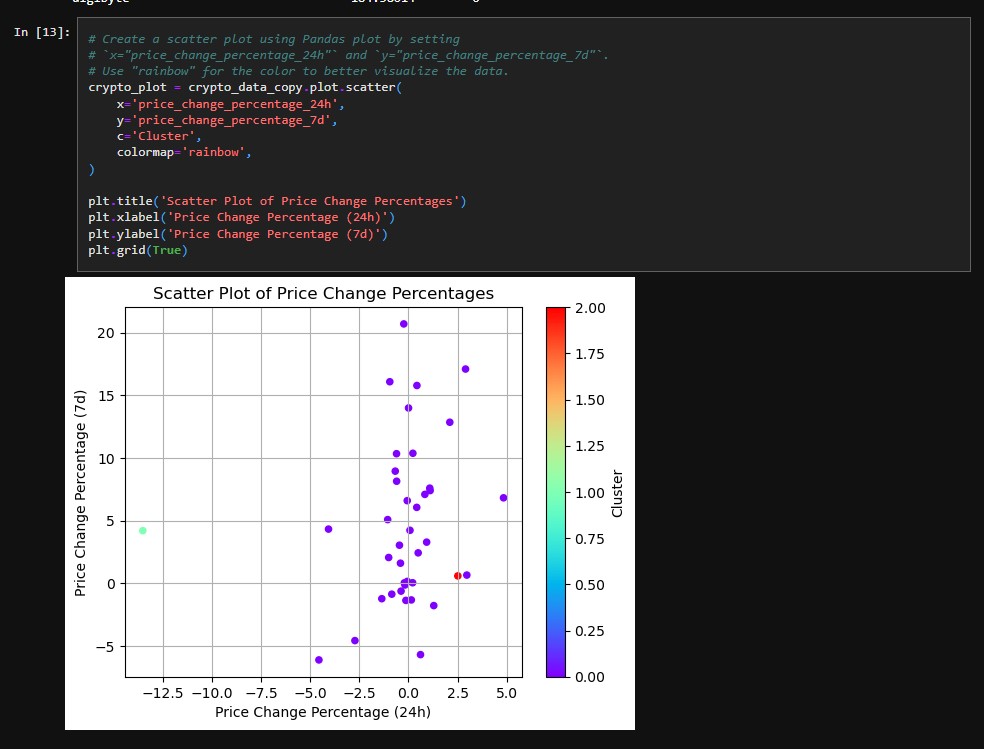 In [13]:
# Create a scatter plot using Pandas plot by setting
# `x="price_change_percentage_24h"` and `y="price_change_percentage_7d"`.
# Use "rainbow" for the color to better visualize the data.
crypto_plot = crypto_data_copy.plot.scatter(
x='price_change_percentage_24h',
y='price_change_percentage_7d',
c='Cluster',
colormap='rainbow',
)
plt.title('Scatter Plot of Price Change Percentages')
plt.xlabel('Price Change Percentage (24h)')
plt.ylabel('Price Change Percentage (7d)')
plt.grid(True)
Scatter Plot of Price Change Percentages
Price Change Percentage (7d)
20
15
10
5
0
−5
−12.5 −10.0 −7.5 −5.0 −2.5 0.0 2.5 5.0
Price Change Percentage (24h)
2.00
1.75
1.50
1.25
1.00
0.75
0.50
0.25
0.00
Cluster